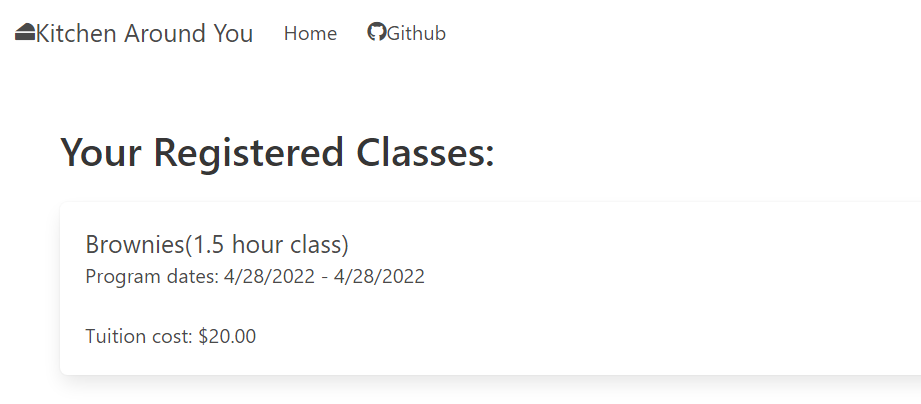 Kitchen Around You Home Github
Your Registered Classes:
Brownies(1.5 hour class)
Program dates: 4/28/2022 - 4/28/2022
Tuition cost: $20.00